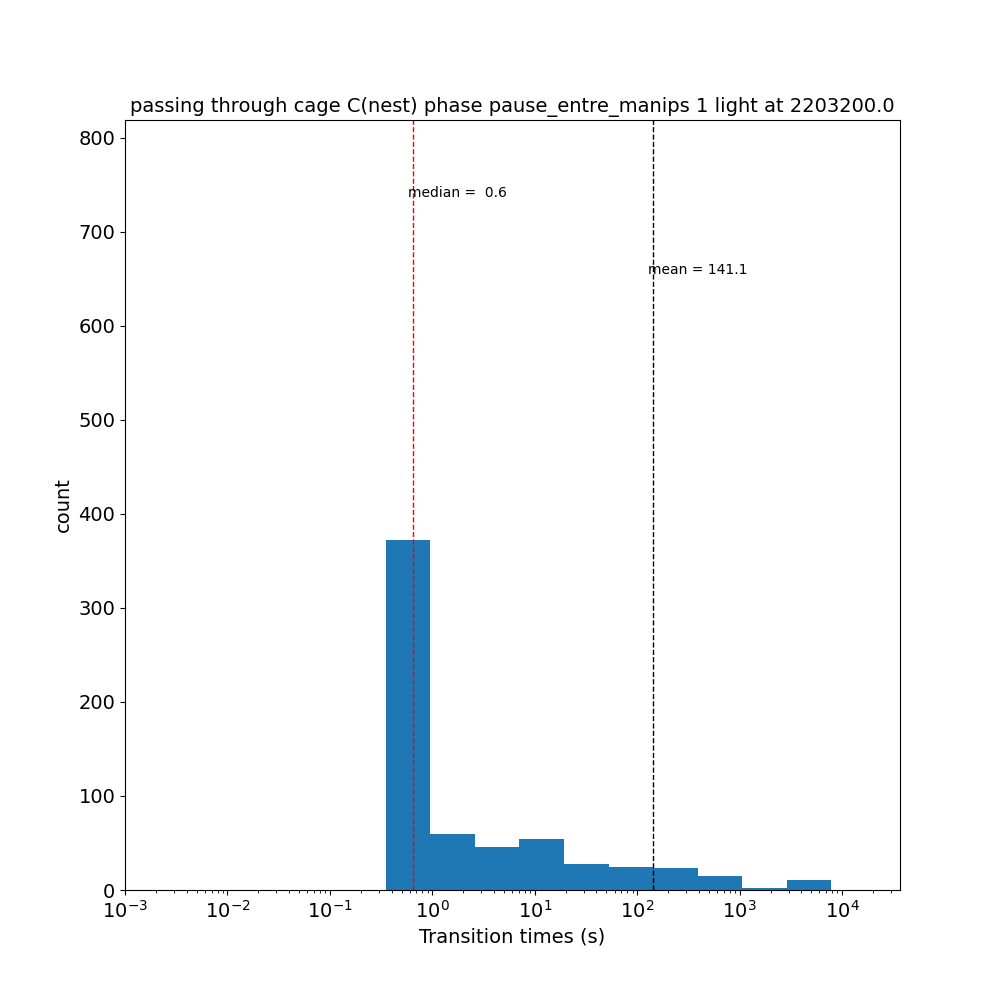 passing through cage C(nest) phase pause_entre_manips 1 light at 2203200.0
800
median =  0.6
700
mean = 141.1
600
500
400
count
300
200
100
0
10⁻³ 10⁻² 10⁻¹ 10⁰ 10¹ 10² 10³ 10⁴
Transition times (s)